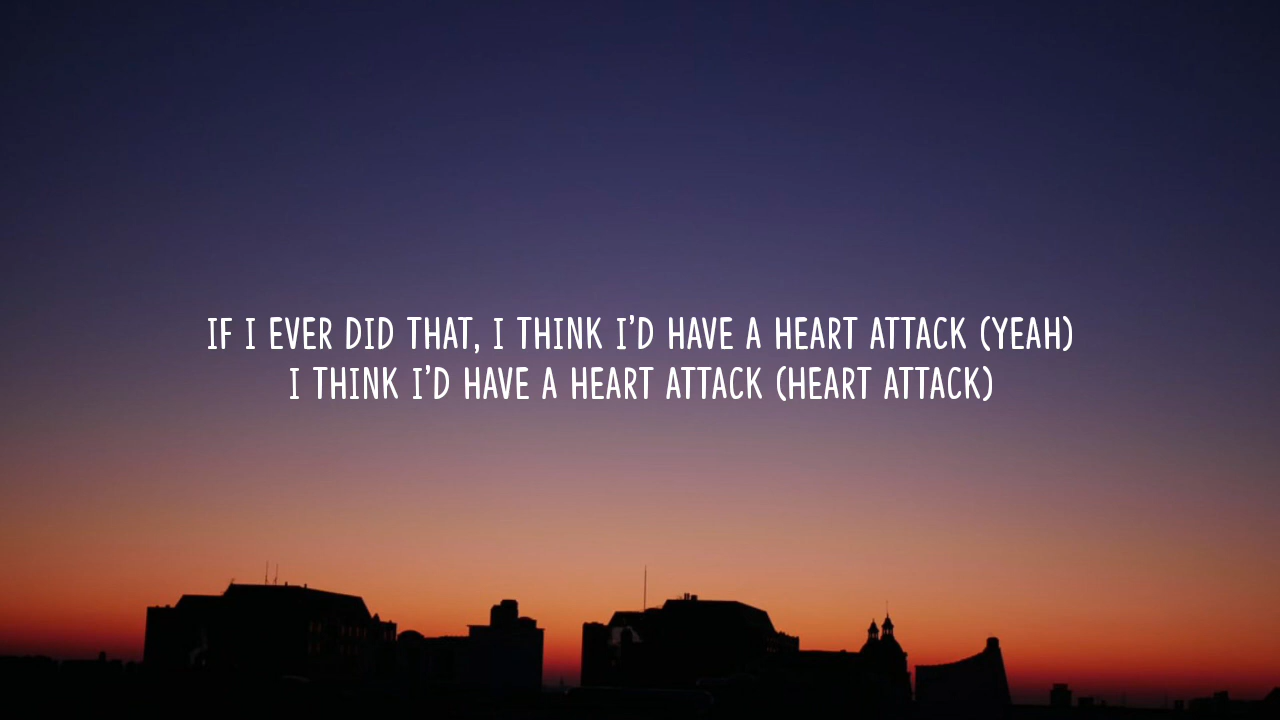 IF I EVER DID THAT, I THINK I'D HAVE A HEART ATTACK (YEAH)
I THINK I'D HAVE A HEART ATTACK (HEART ATTACK)